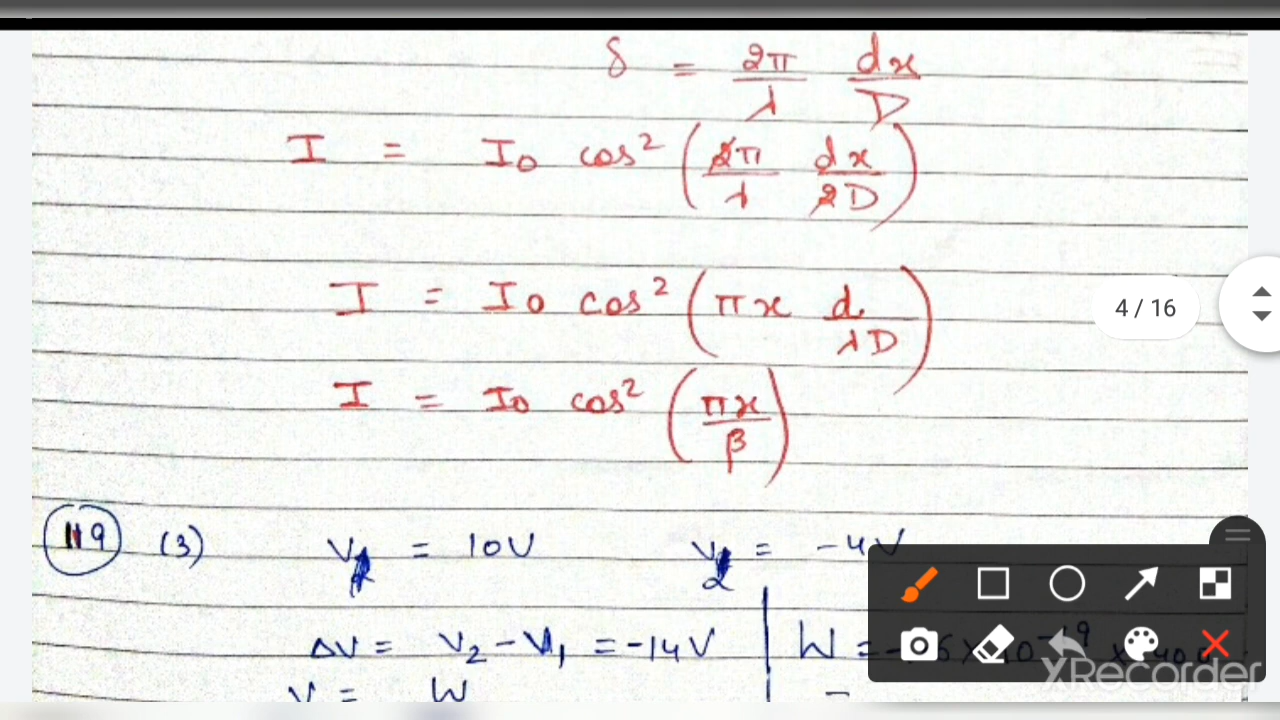 δ = 2π/λ dx/D
I = I₀ cos² (2π/λ dx/2D)
I = I₀ cos² (πx d/λD)
4 / 16
I = I₀ cos² (πx/β)
119 (3) V₁ = 10V V₂ = -4V
ΔV = V₂ - V₁ = -14V | W = -
V = W
XRecorder